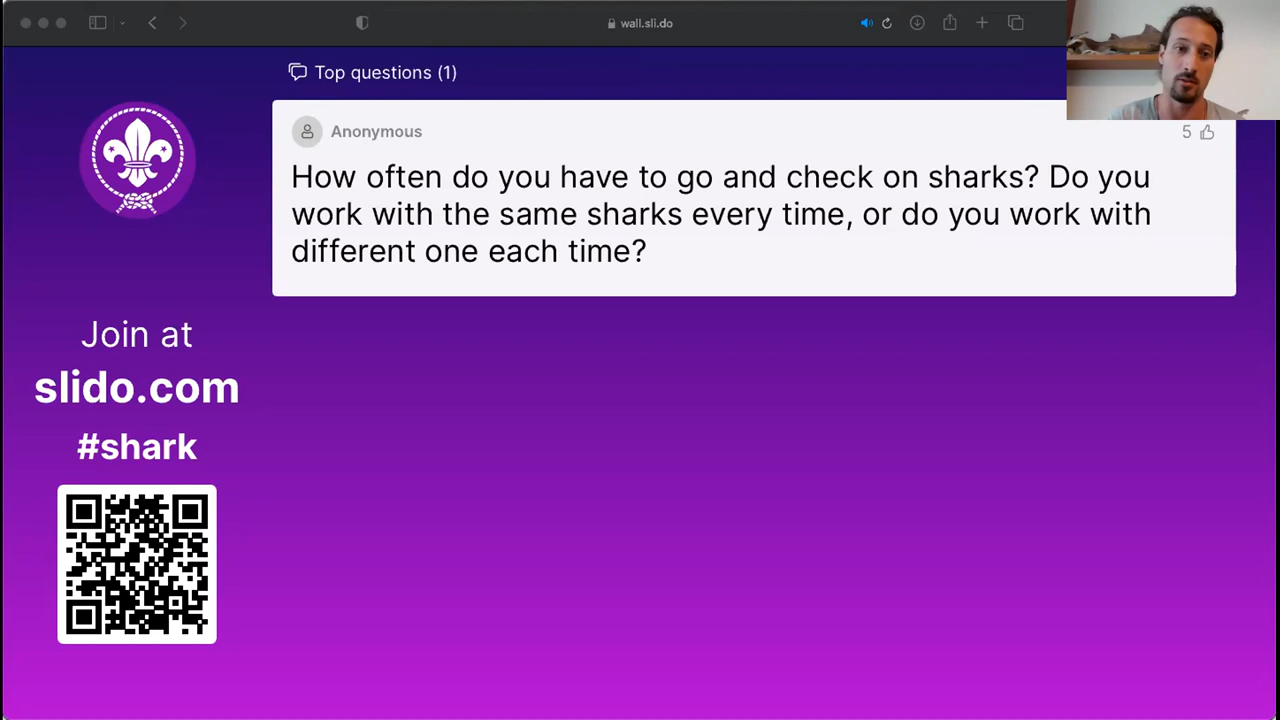 wall.sli.do
Top questions (1)
Anonymous
5
How often do you have to go and check on sharks? Do you
work with the same sharks every time, or do you work with
different one each time?
Join at
slido.com
#shark